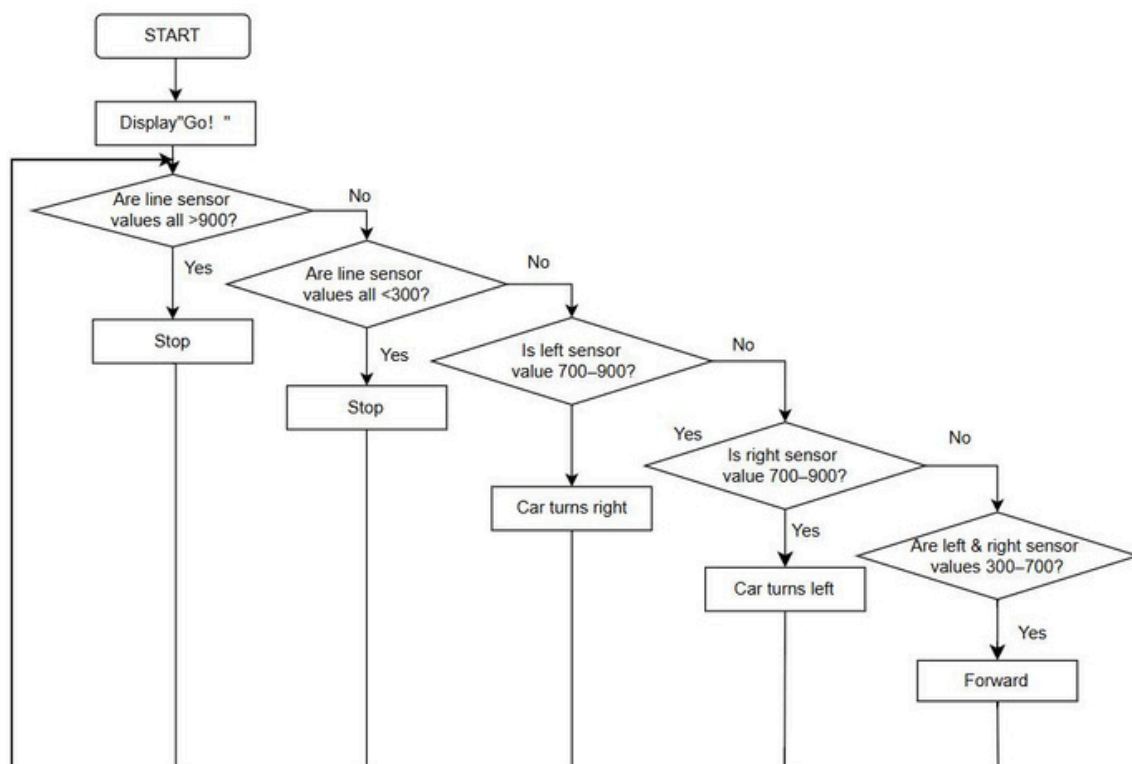 START
Display"Go! "
Are line sensor
values all >900?
No
Yes
Stop
Are line sensor
values all <300?
No
Yes
Stop
Is left sensor
value 700–900?
No
Yes
Car turns right
Is right sensor
value 700–900?
No
Yes
Car turns left
Are left & right sensor
values 300–700?
Yes
Forward